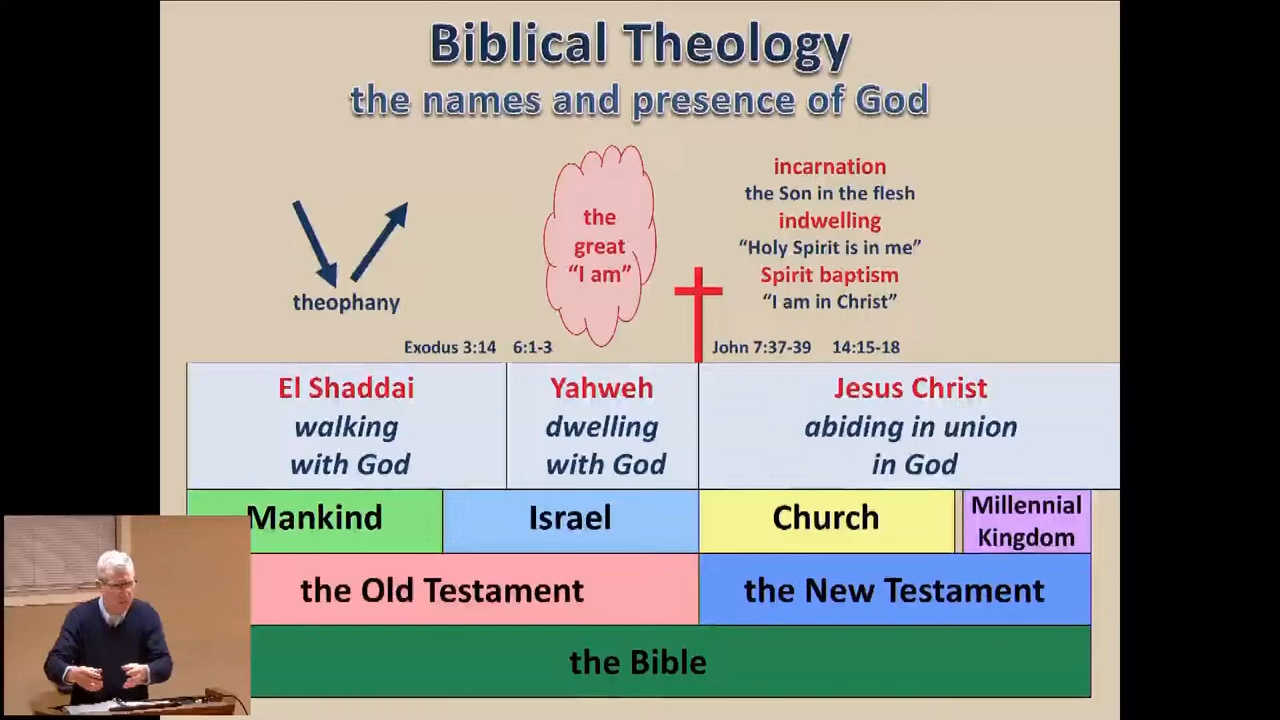 Biblical Theology
the names and presence of God
theophany
the
great
“I am”
incarnation
the Son in the flesh
indwelling
“Holy Spirit is in me”
Spirit baptism
“I am in Christ”
Exodus 3:14 6:1-3
John 7:37-39 14:15-18
El Shaddai
walking
with God
Yahweh
dwelling
with God
Jesus Christ
abiding in union
in God
Mankind
Israel
Church
Millennial
Kingdom
the Old Testament
the New Testament
the Bible